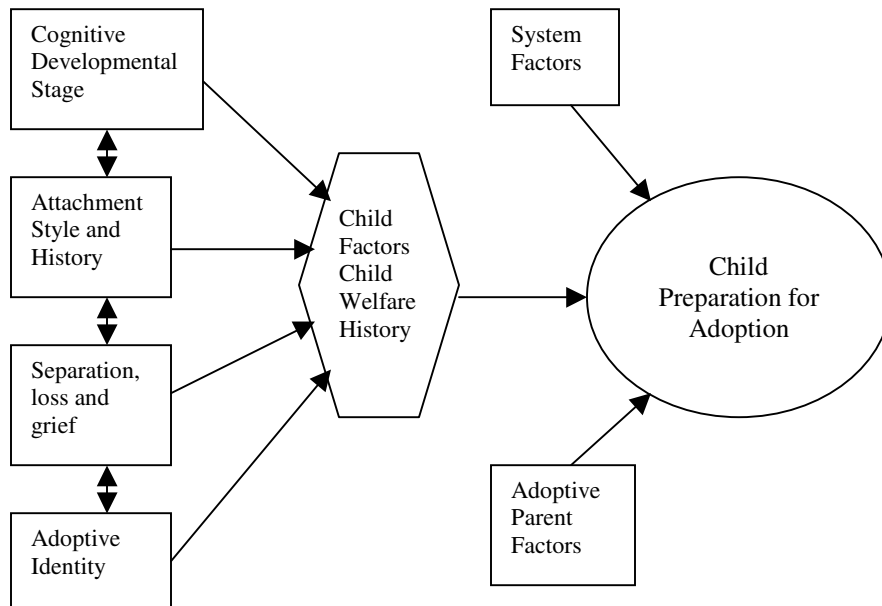 Cognitive
Developmental
Stage
Attachment
Style and
History
Separation,
loss and
grief
Adoptive
Identity
Child
Factors
Child
Welfare
History
System
Factors
Child
Preparation for
Adoption
Adoptive
Parent
Factors